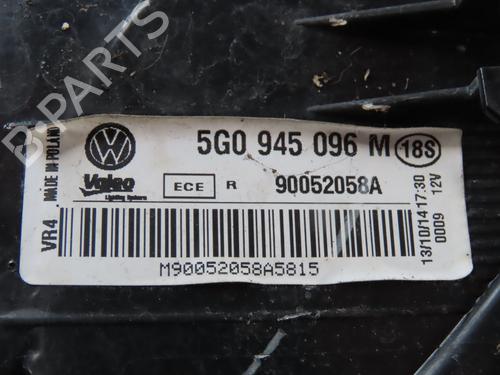 5G0 945 096 M 18S
Valeo
Lighting Systems
ECE R 90052058A
M90052058A5815
VR4 MADE IN POLAND
13/10/14 17:30
0009 12V
B-PARTS